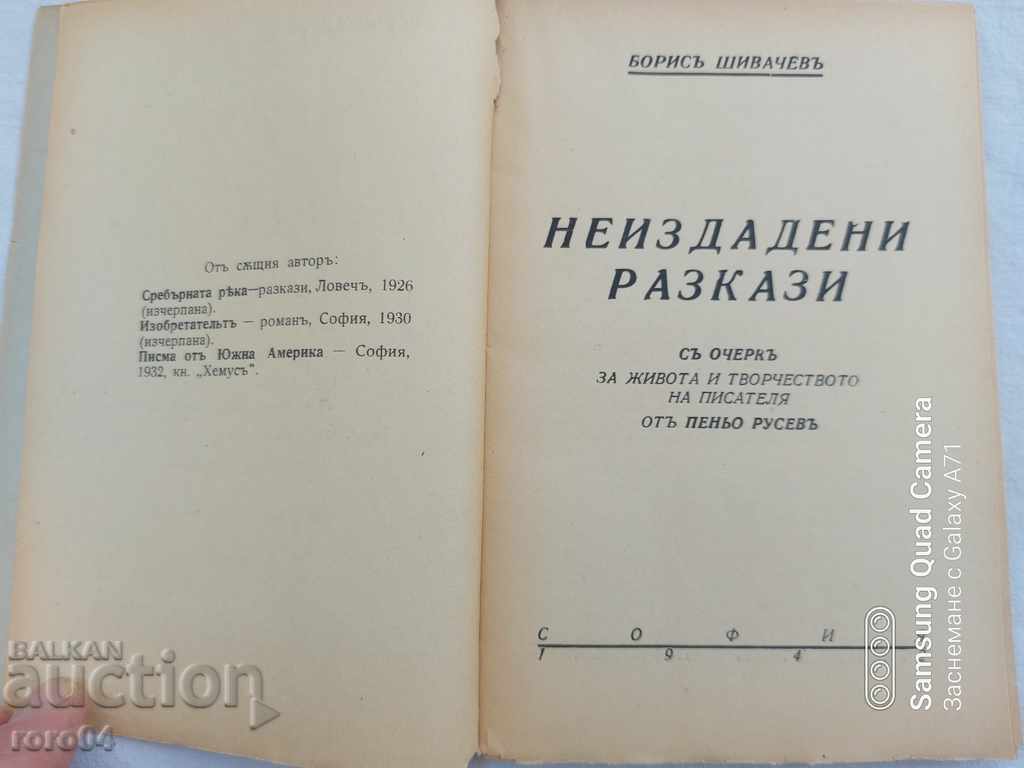 Отъ сѫщия авторъ:
Сребърната рѣка—разкази, Ловечъ, 1926
(изчерпана).
Изобретательтъ — романъ, София, 1930
(изчерпана).
Писма отъ Южна Америка — София,
1932, кн. „Хемусъ".
БОРИСЪ ШИВАЧЕВЪ
НЕИЗДАДЕНИ
РАЗКАЗИ
СЪ ОЧЕРКЪ
ЗА ЖИВОТА И ТВОРЧЕСТВОТО
НА ПИСАТЕЛЯ
ОТЪ ПЕНЬО РУСЕВЪ
С О Ф И
1 9 4
Samsung Quad Camera
Заснемане с Galaxy A71
BALKAN
auction
roro04